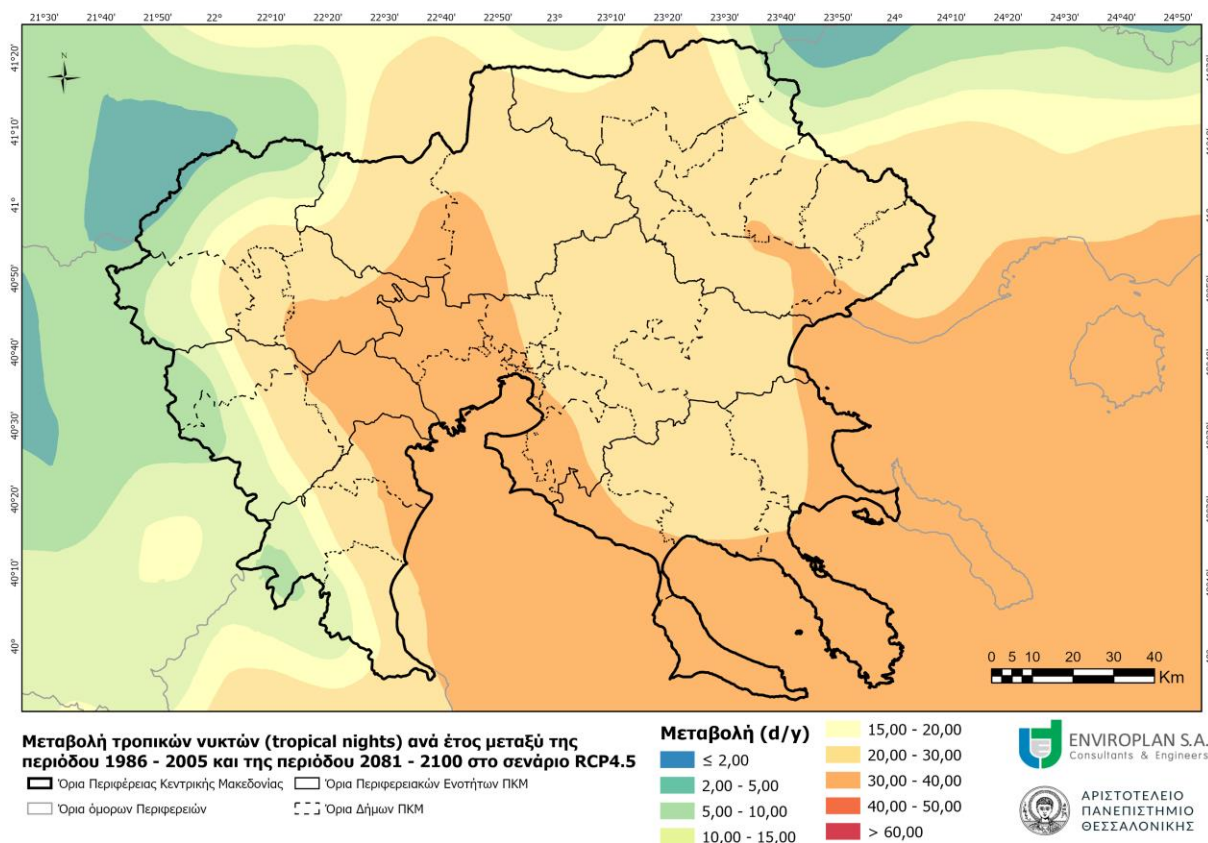 21°30' 21°40' 21°50' 22° 22°10' 22°20' 22°30' 22°40' 22°50' 23° 23°10' 23°20' 23°30' 23°40' 23°50' 24° 24°10' 24°20' 24°30' 24°40' 24°50'
N
41°20'
41°10'
41°
40°50'
40°40'
40°30'
40°20'
40°10'
40°
0 5 10 20 30 40
Km
Μεταβολή τροπικών νυκτών (tropical nights) ανά έτος μεταξύ της
περιόδου 1986 - 2005 και της περιόδου 2081 - 2100 στο σενάριο RCP4.5
Όρια Περιφέρειας Κεντρικής Μακεδονίας Όρια Περιφερειακών Ενοτήτων ΠΚΜ
Όρια όμορων Περιφερειών Όρια Δήμων ΠΚΜ
Μεταβολή (d/y)
≤ 2,00
2,00 - 5,00
5,00 - 10,00
10,00 - 15,00
15,00 - 20,00
20,00 - 30,00
30,00 - 40,00
40,00 - 50,00
> 60,00
ENVIROPLAN S.A.
Consultants & Engineers
ΑΡΙΣΤΟΤΕΛΕΙΟ
ΠΑΝΕΠΙΣΤΗΜΙΟ
ΘΕΣΣΑΛΟΝΙΚΗΣ